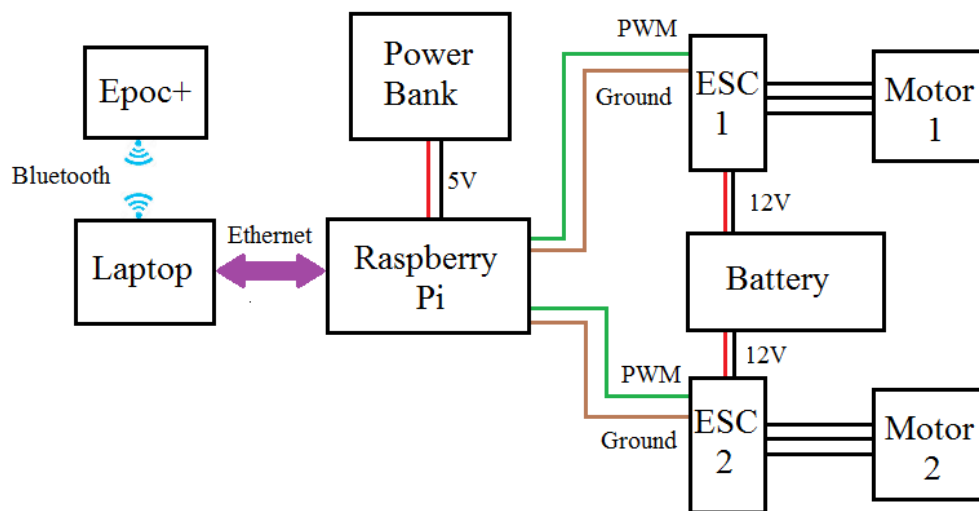 Epoc+
Bluetooth
Laptop
Ethernet
Power
Bank
5V
Raspberry
Pi
PWM
Ground
ESC
1
Motor
1
12V
Battery
12V
PWM
Ground
ESC
2
Motor
2